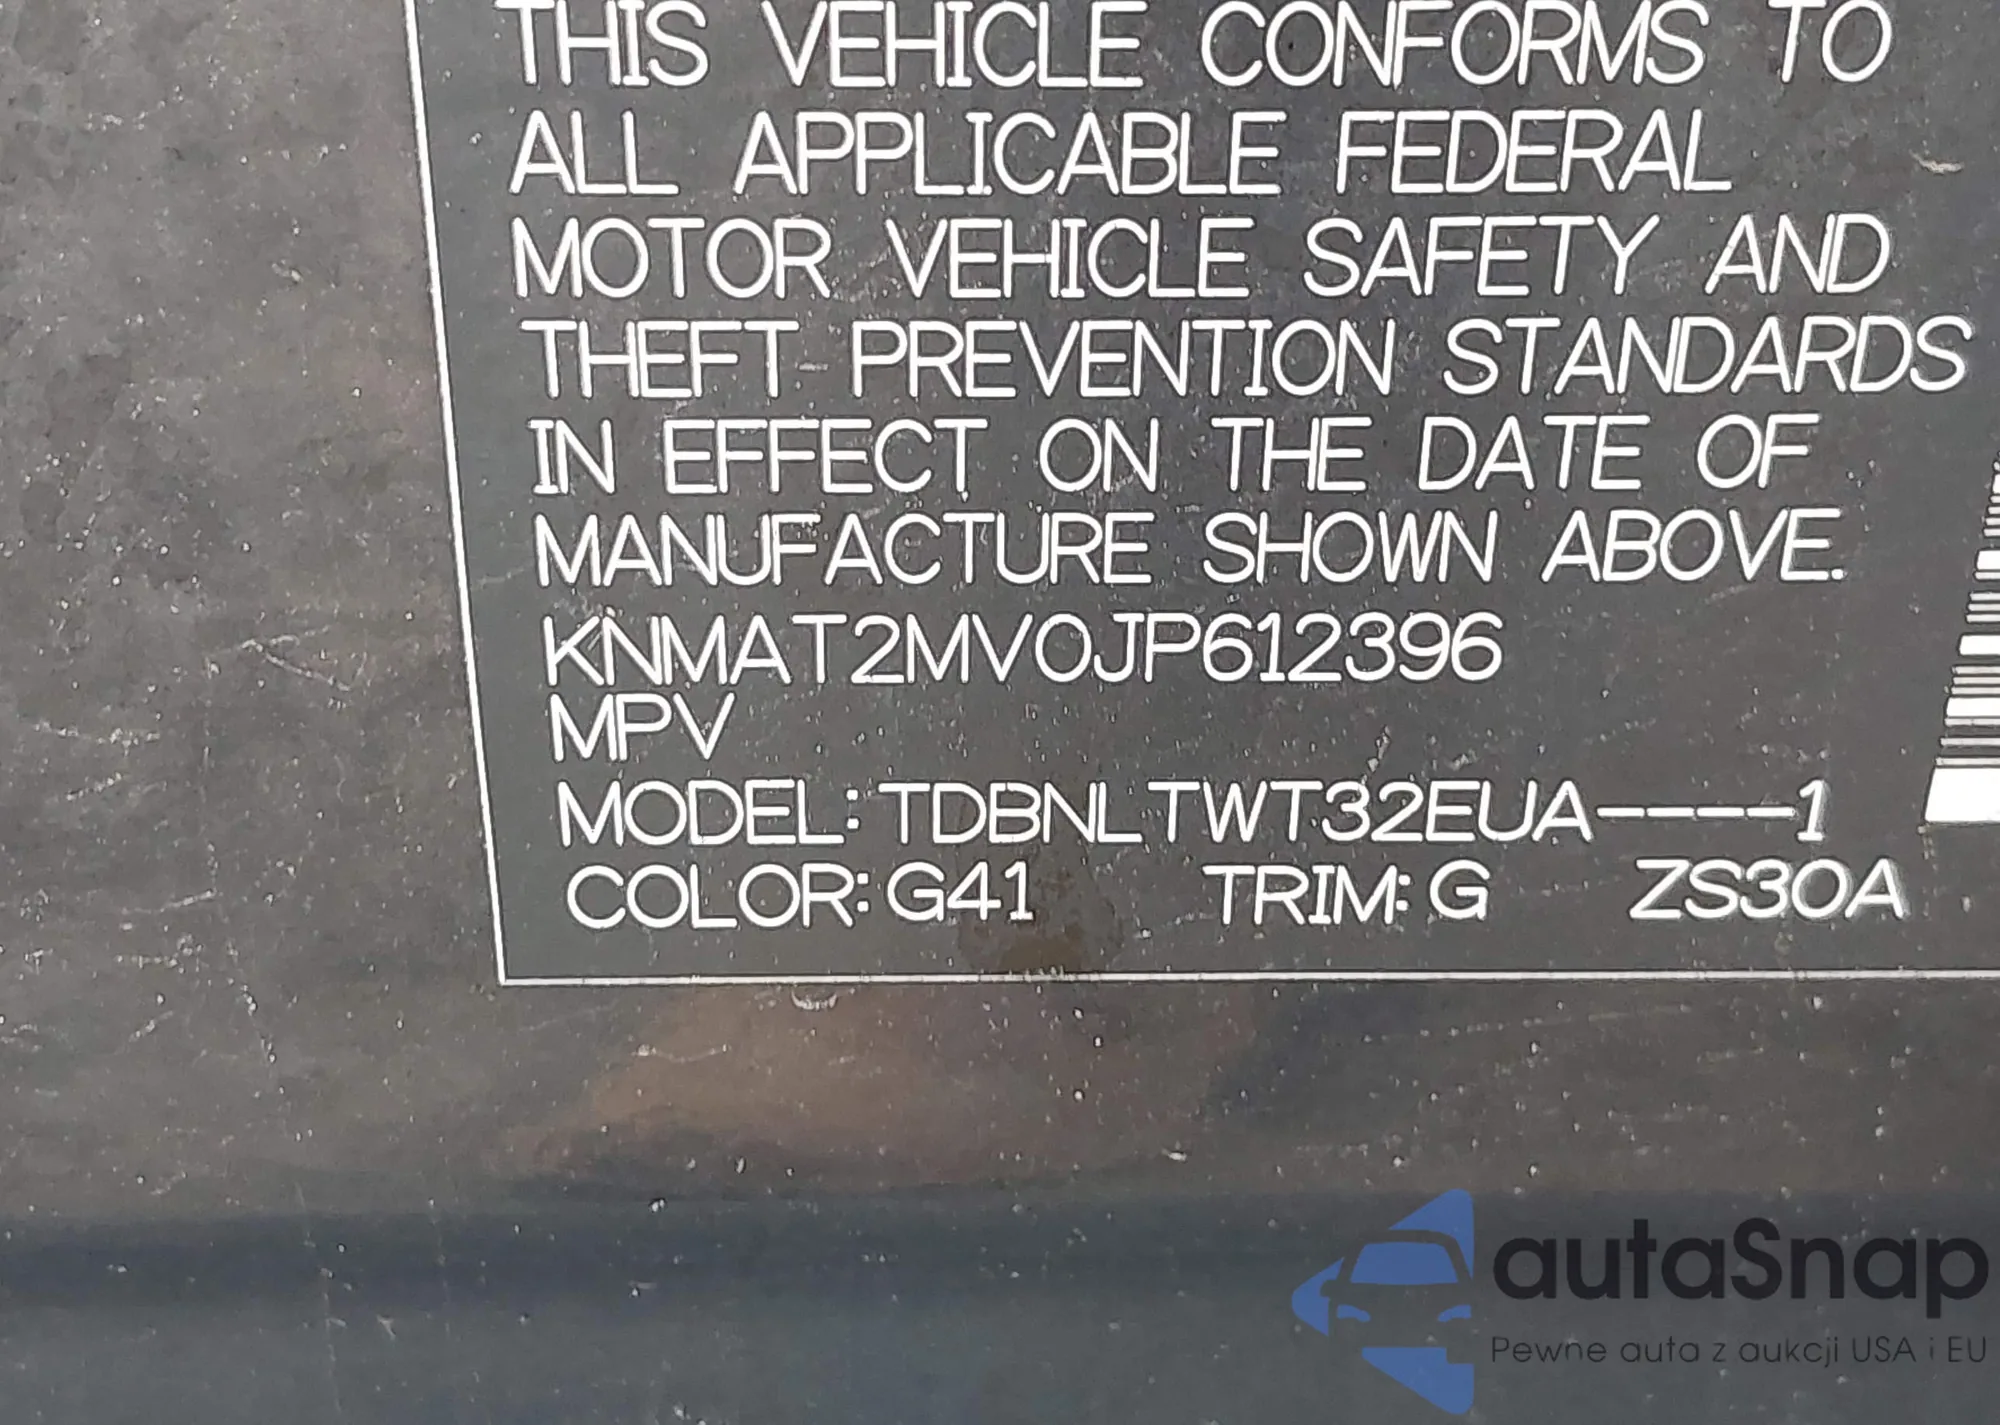 THIS VEHICLE CONFORMS TO
ALL APPLICABLE FEDERAL
MOTOR VEHICLE SAFETY AND
THEFT PREVENTION STANDARDS
IN EFFECT ON THE DATE OF
MANUFACTURE SHOWN ABOVE.
KNMAT2MV0JP612396
MPV
MODEL: TDBNLTWT32EUA----1
COLOR: G41 TRIM: G ZS30A
autaSnap
Pewne auta z aukcji USA i EU